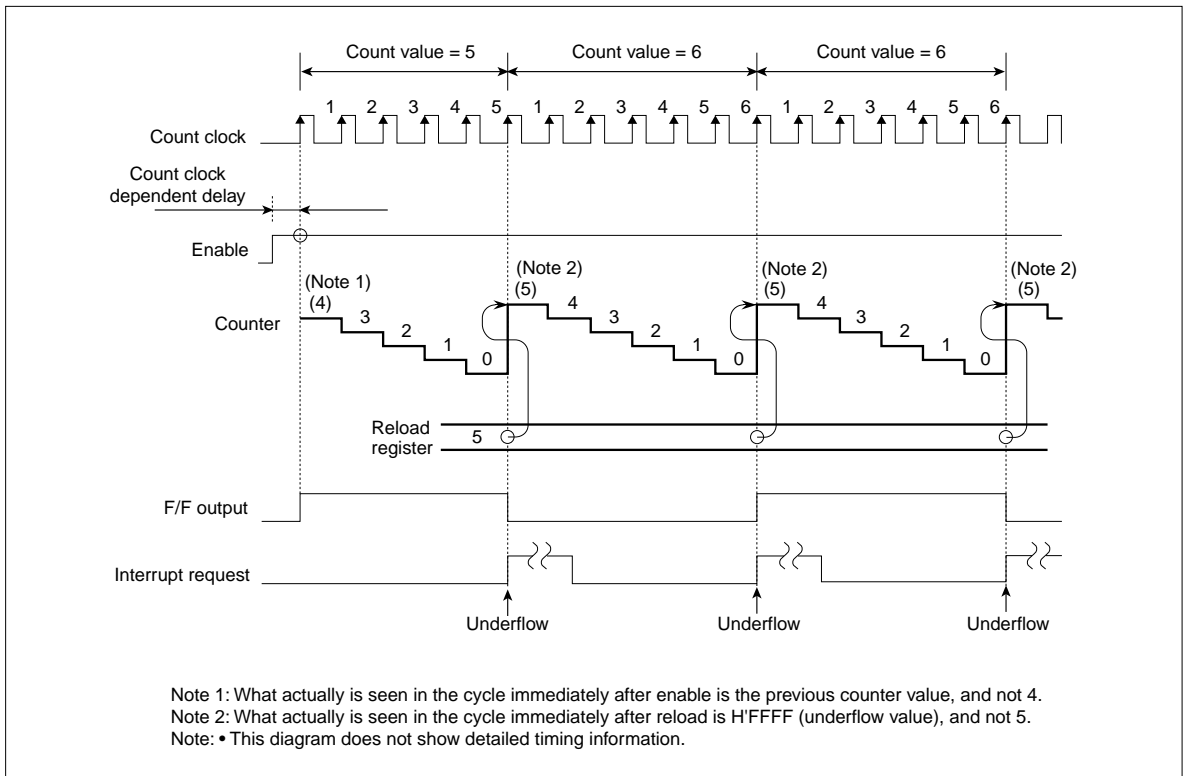 Count value = 5
Count value = 6
Count value = 6
1 2 3 4 5 1 2 3 4 5 6 1 2 3 4 5 6
Count clock
Count clock
dependent delay
Enable
(Note 1)
(4)
3
2
1
0
(Note 2)
(5)
4
3
2
1
0
(Note 2)
(5)
4
3
2
1
0
(Note 2)
(5)
Counter
Reload
register
5
F/F output
Interrupt request
Underflow
Underflow
Underflow
Note 1: What actually is seen in the cycle immediately after enable is the previous counter value, and not 4.
Note 2: What actually is seen in the cycle immediately after reload is H'FFFF (underflow value), and not 5.
Note: • This diagram does not show detailed timing information.